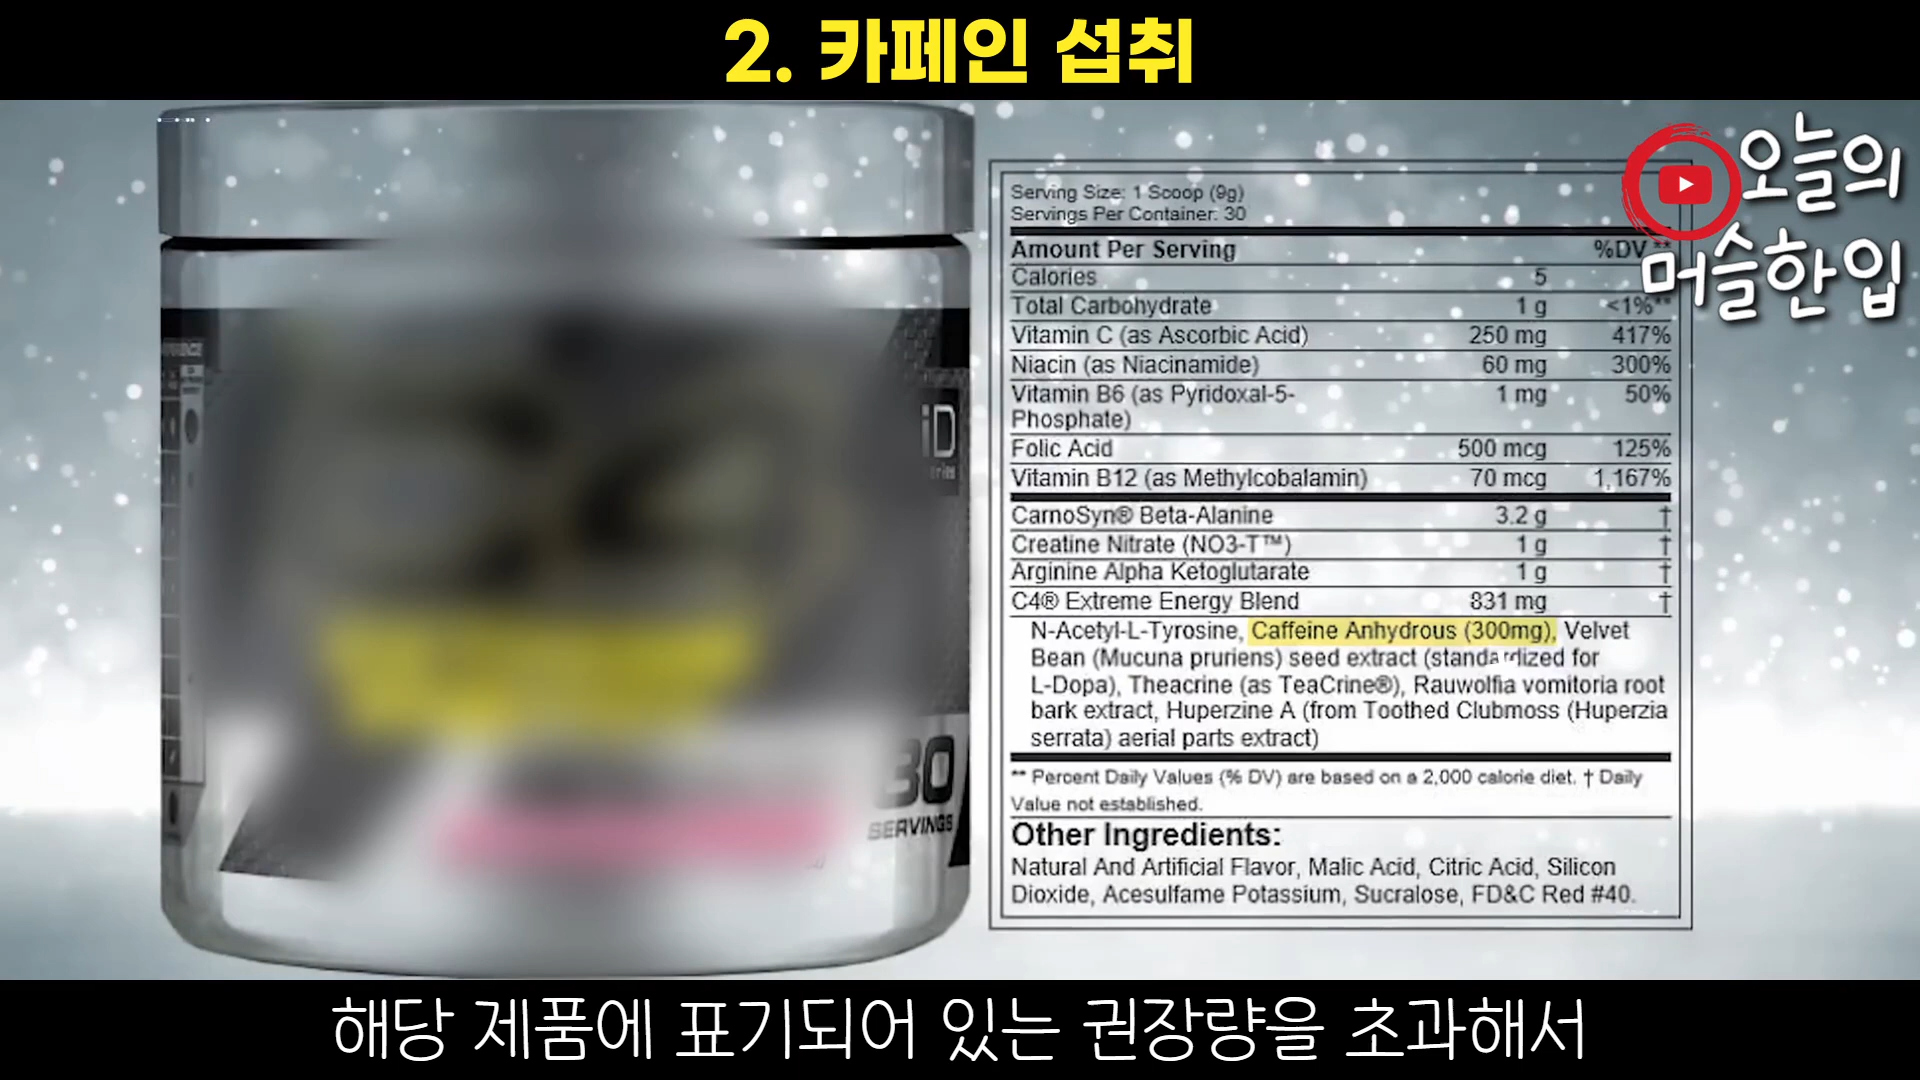 2. 카페인 섭취
오늘의
머슬한입
Serving Size: 1 Scoop (9g)
Servings Per Container: 30
Amount Per Serving %DV **
Calories 5
Total Carbohydrate 1 g <1%**
Vitamin C (as Ascorbic Acid) 250 mg 417%
Niacin (as Niacinamide) 60 mg 300%
Vitamin B6 (as Pyridoxal-5- 1 mg 50%
Phosphate)
Folic Acid 500 mcg 125%
Vitamin B12 (as Methylcobalamin) 70 mcg 1,167%
CarnoSyn® Beta-Alanine 3.2 g †
Creatine Nitrate (NO3-T™) 1 g †
Arginine Alpha Ketoglutarate 1 g †
C4® Extreme Energy Blend 831 mg †
N-Acetyl-L-Tyrosine, Caffeine Anhydrous (300mg), Velvet
Bean (Mucuna pruriens) seed extract (standardized for
L-Dopa), Theacrine (as TeaCrine®), Rauwolfia vomitoria root
bark extract, Huperzine A (from Toothed Clubmoss (Huperzia
serrata) aerial parts extract)
** Percent Daily Values (% DV) are based on a 2,000 calorie diet. † Daily
Value not established.
Other Ingredients:
Natural And Artificial Flavor, Malic Acid, Citric Acid, Silicon
Dioxide, Acesulfame Potassium, Sucralose, FD&C Red #40.
iD
30
SERVINGS
해당 제품에 표기되어 있는 권장량을 초과해서